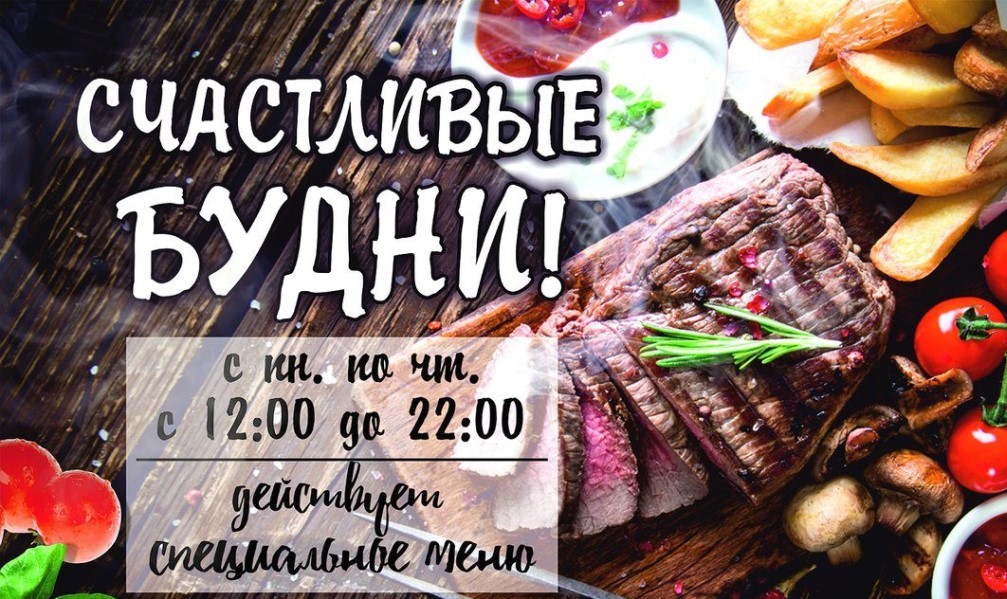 СЧАСТЛИВЫЕ
БУДНИ!
с пн. по чт.
с 12:00 до 22:00
действует
специальное меню